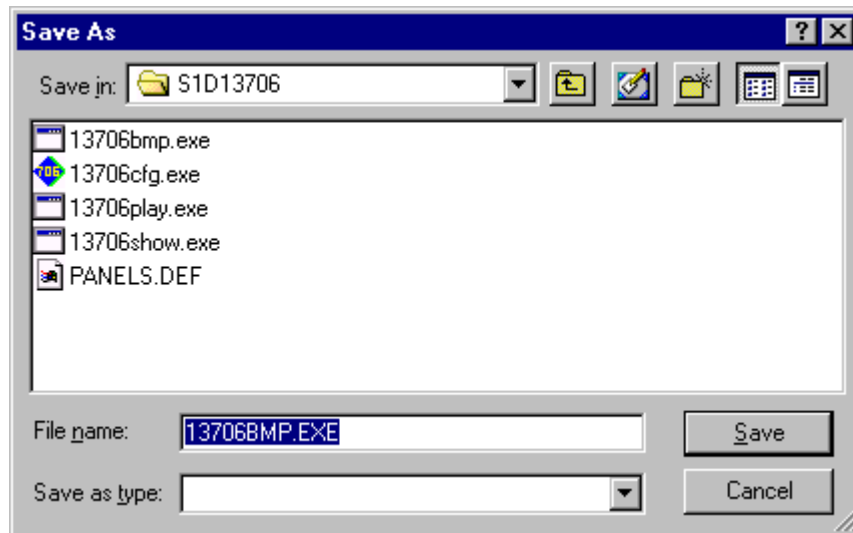 Save As
Save in: S1D13706
13706bmp.exe
706 13706cfg.exe
13706play.exe
13706show.exe
PANELS.DEF
File name: 13706BMP.EXE Save
Save as type: Cancel